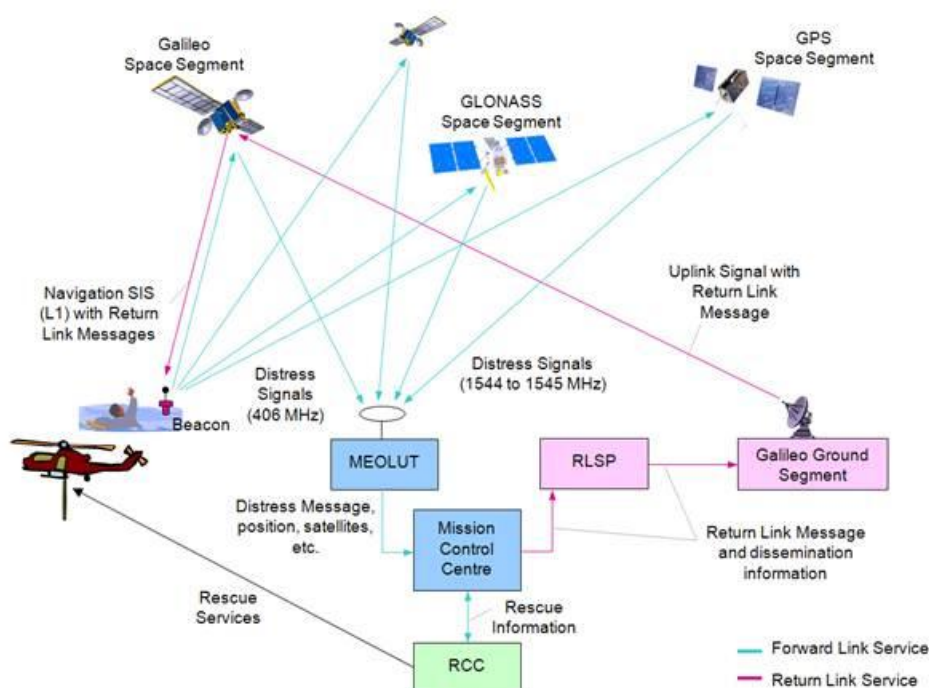 Galileo
Space Segment
GPS
Space Segment
GLONASS
Space Segment
Navigation SIS
(L1) with Return
Link Messages
Uplink Signal with
Return Link
Message
Distress
Signals
(406 MHz)
Distress Signals
(1544 to 1545 MHz)
Beacon
MEOLUT
RLSP
Galileo Ground
Segment
Distress Message,
position, satellites,
etc.
Mission
Control
Centre
Return Link Message
and dissemination
information
Rescue
Services
Rescue
Information
RCC
Forward Link Service
Return Link Service